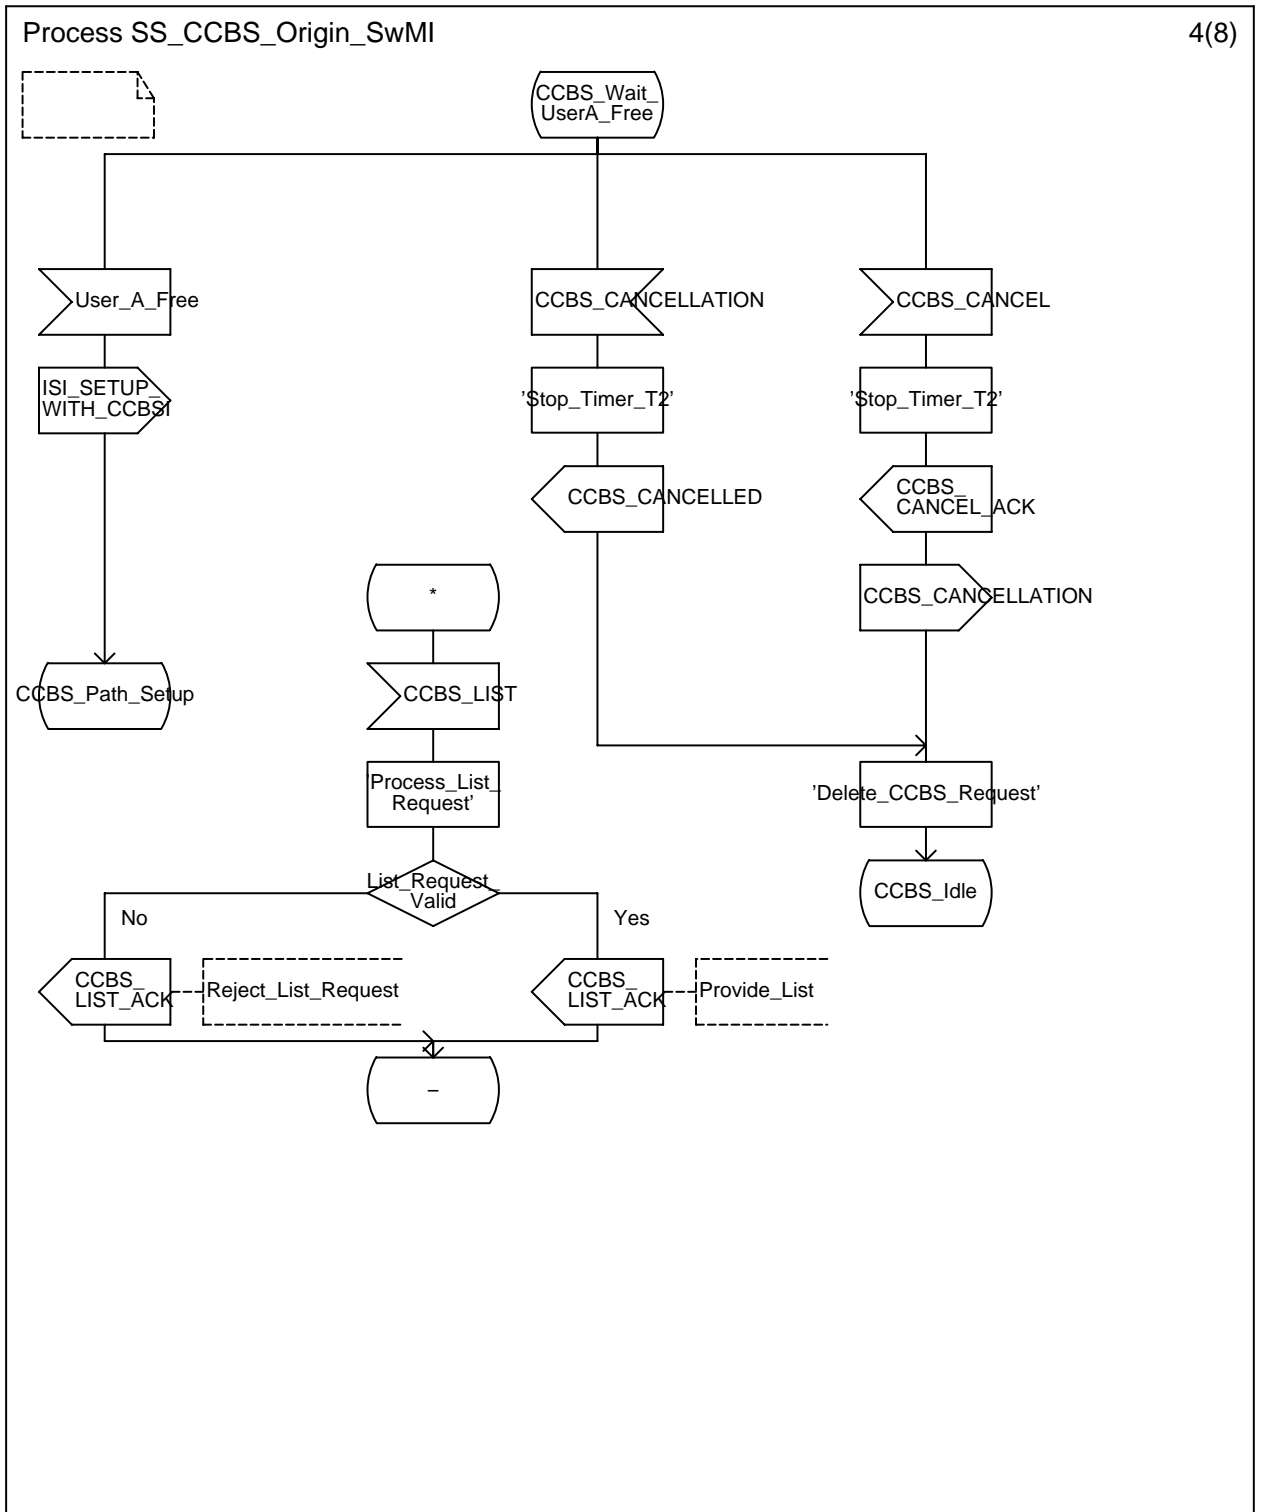 Process SS_CCBS_Origin_SwMI
4(8)
CCBS_Wait_
UserA_Free
User_A_Free
CCBS_CANCELLATION
CCBS_CANCEL
ISI_SETUP_
WITH_CCBSI
’Stop_Timer_T2’
’Stop_Timer_T2’
CCBS_CANCELLED
CCBS_
CANCEL_ACK
*
CCBS_CANCELLATION
CCBS_Path_Setup
CCBS_LIST
’Process_List_
Request’
’Delete_CCBS_Request’
List_Request_
Valid
CCBS_Idle
No
Yes
CCBS_
LIST_ACK
Reject_List_Request
CCBS_
LIST_ACK
Provide_List
–